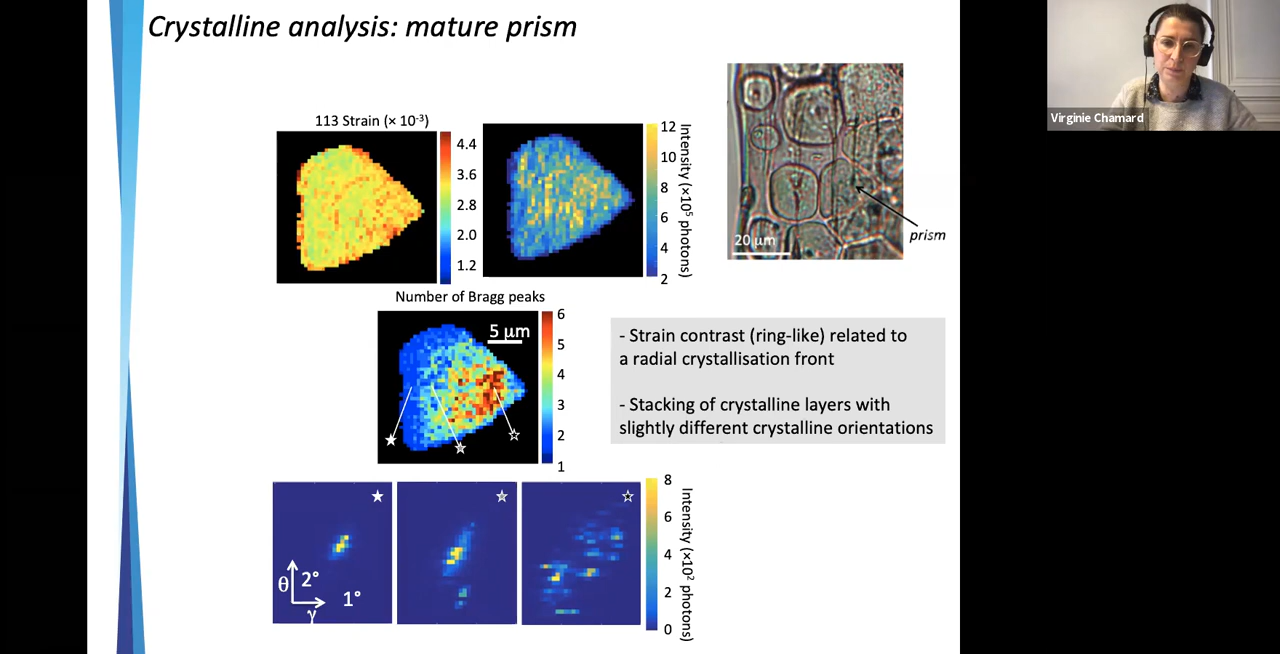 Crystalline analysis: mature prism
Virginie Chamard
113 Strain (× 10⁻³)
4.4
3.6
2.8
2.0
1.2
12
10
8
6
4
2
Intensity (×10⁵ photons)
20 µm
prism
Number of Bragg peaks
5 µm
6
5
4
3
2
1
- Strain contrast (ring-like) related to
a radial crystallisation front
- Stacking of crystalline layers with
slightly different crystalline orientations
θ
2°
1°
γ
8
6
4
2
0
Intensity (×10² photons)